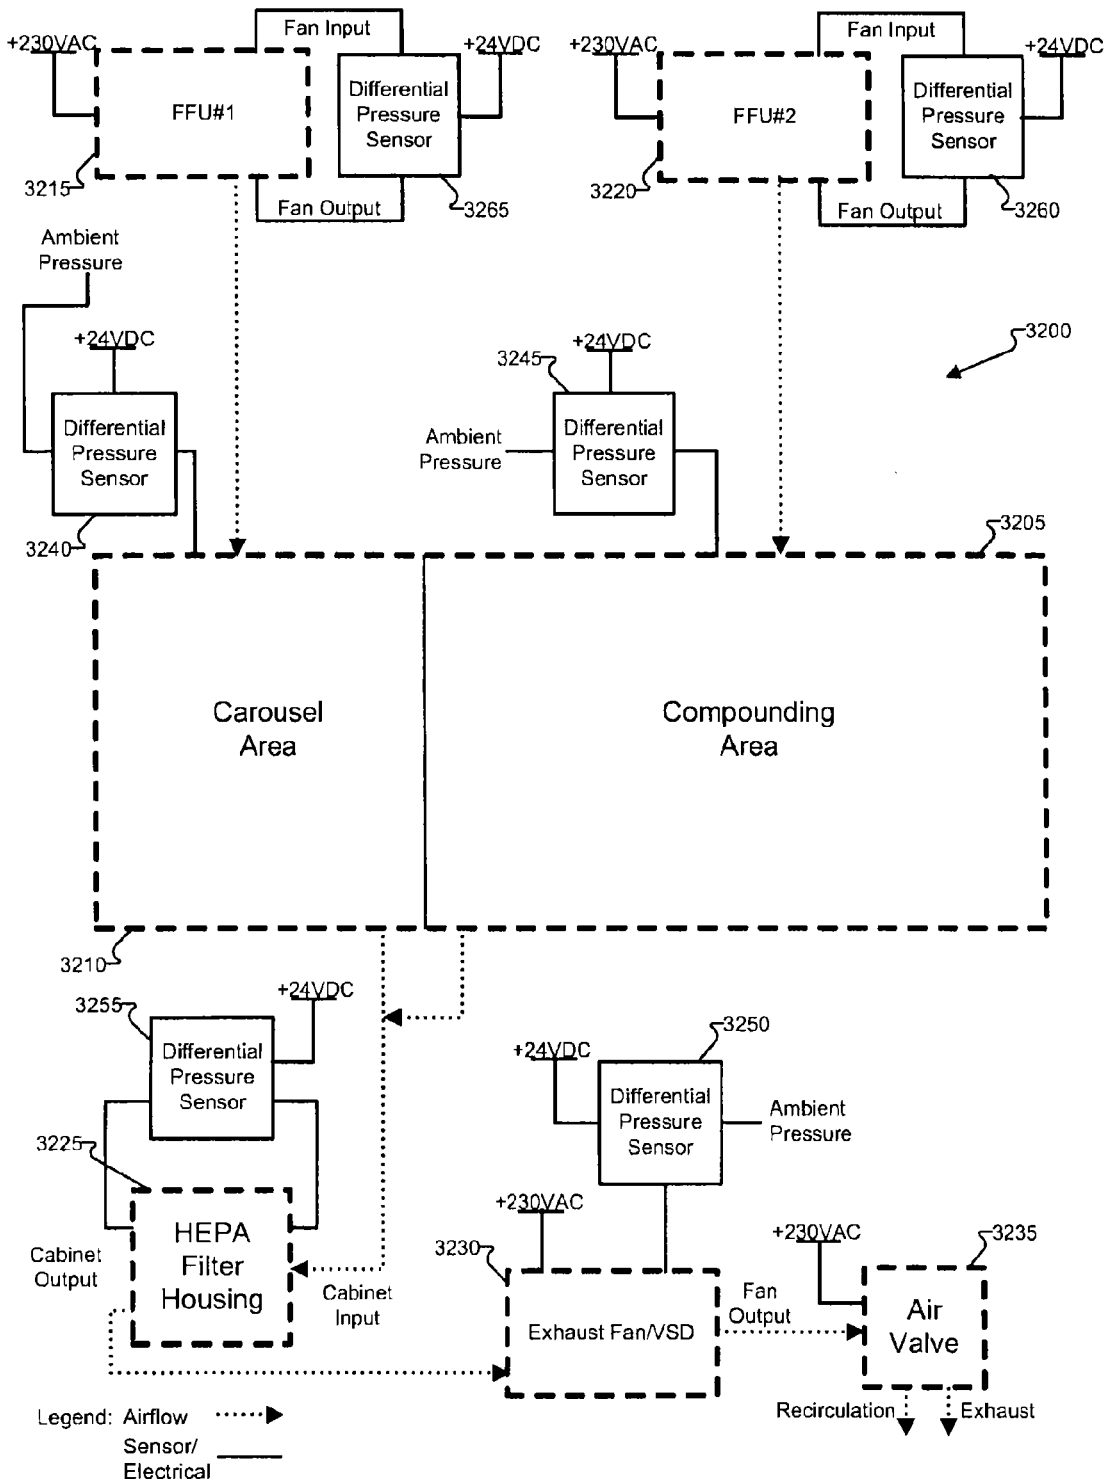 Fan Input
Fan Input
+230VAC
+24VDC
+230VAC
+24VDC
FFU#1
Differential
Pressure
Sensor
FFU#2
Differential
Pressure
Sensor
3215
Fan Output
3265
3220
Fan Output
3260
Ambient
Pressure
+24VDC
3245
+24VDC
3200
Differential
Pressure
Sensor
Ambient
Pressure
Differential
Pressure
Sensor
3240
3205
Carousel
Area
Compounding
Area
3210
3255
+24VDC
Differential
Pressure
Sensor
3250
+24VDC
Differential
Pressure
Sensor
Ambient
Pressure
3225
HEPA
Filter
Housing
Cabinet
Output
Cabinet
Input
+230VAC
3230
Exhaust Fan/VSD
Fan
Output
+230VAC
3235
Air
Valve
Recirculation
Exhaust
Legend: Airflow
Sensor/
Electrical